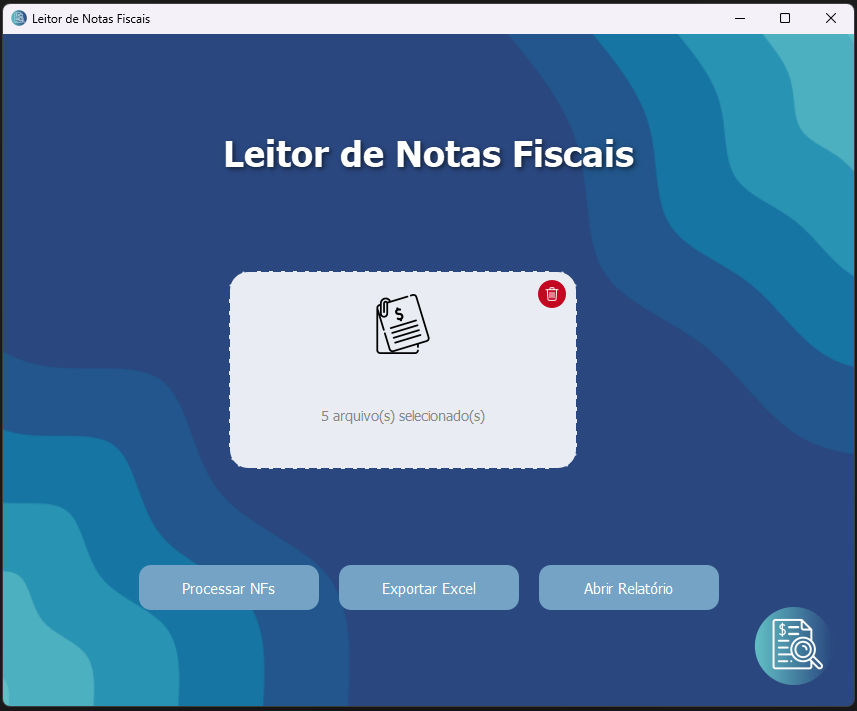 Leitor de Notas Fiscais
Leitor de Notas Fiscais
$
5 arquivo(s) selecionado(s)
Processar NFs
Exportar Excel
Abrir Relatório
$